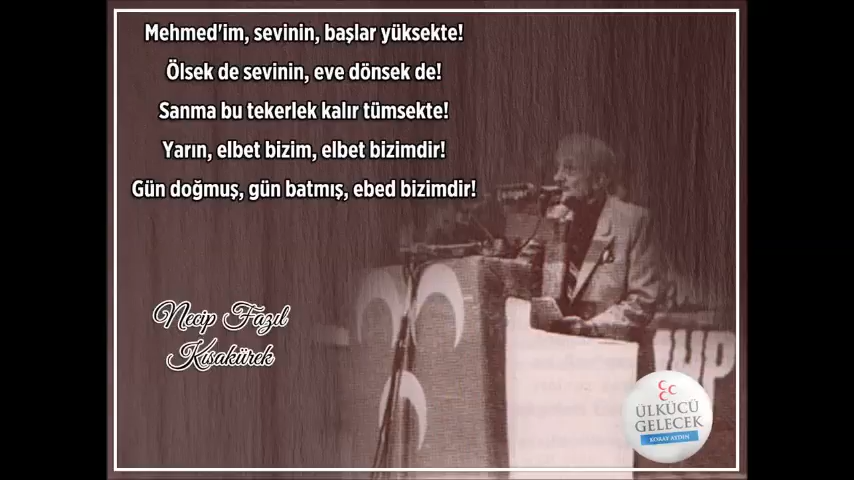 Mehmed'im, sevinin, başlar yüksekte!
Ölsek de sevinin, eve dönsek de!
Sanma bu tekerlek kalır tümsekte!
Yarın, elbet bizim, elbet bizimdir!
Gün doğmuş, gün batmış, ebed bizimdir!
Necip Fazıl
Kısakürek
MHP
ÜLKÜCÜ
GELECEK